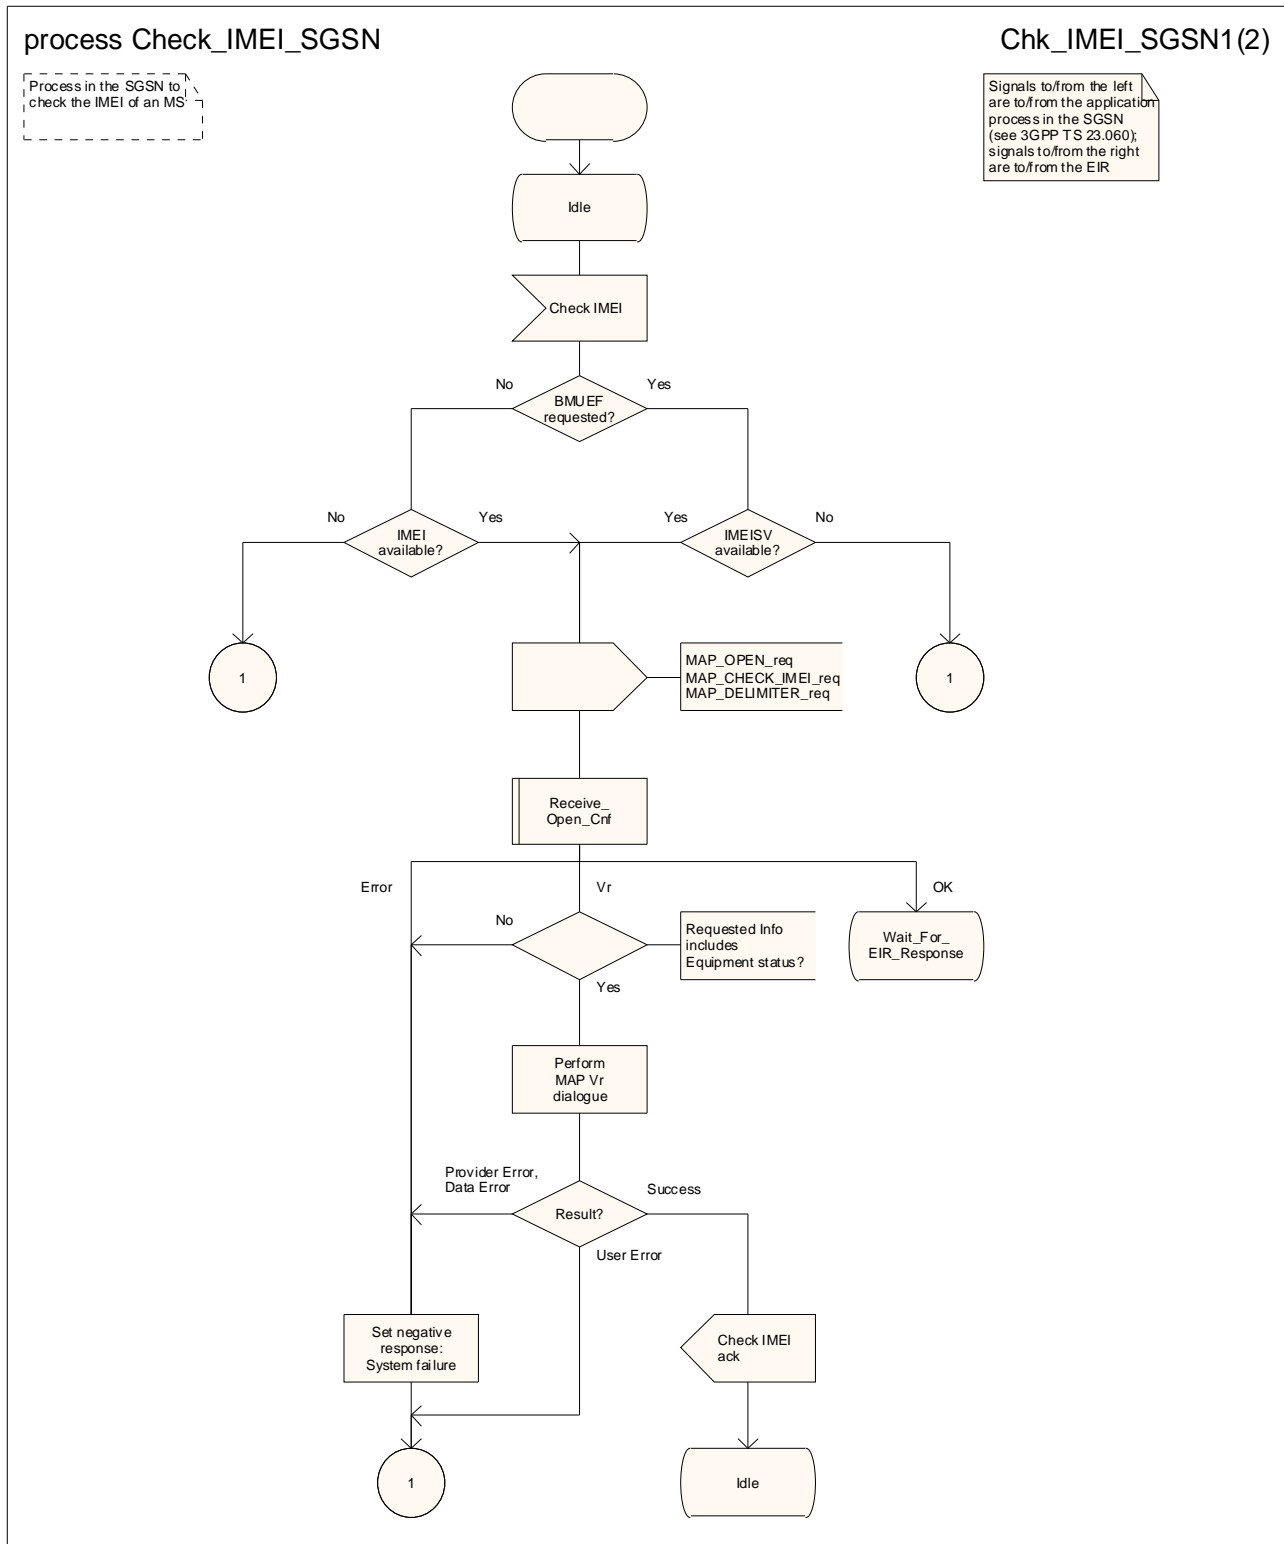 process Check_IMEI_SGSN
Chk_IMEI_SGSN1(2)
Process in the SGSN to
check the IMEI of an MS
Signals to/from the left
are to/from the application
process in the SGSN
(see 3GPP TS 23.060);
signals to/from the right
are to/from the EIR
Idle
Check IMEI
No
Yes
BMUEF
requested?
No
Yes
Yes
No
IMEI
available?
IMEISV
available?
1
MAP_OPEN_req
MAP_CHECK_IMEI_req
MAP_DELIMITER_req
1
Receive_
Open_Cnf
Error
Vr
OK
No
Requested Info
includes
Equipment status?
Wait_For_
EIR_Response
Yes
Perform
MAP Vr
dialogue
Provider Error,
Data Error
Success
Result?
User Error
Set negative
response:
System failure
Check IMEI
ack
1
Idle